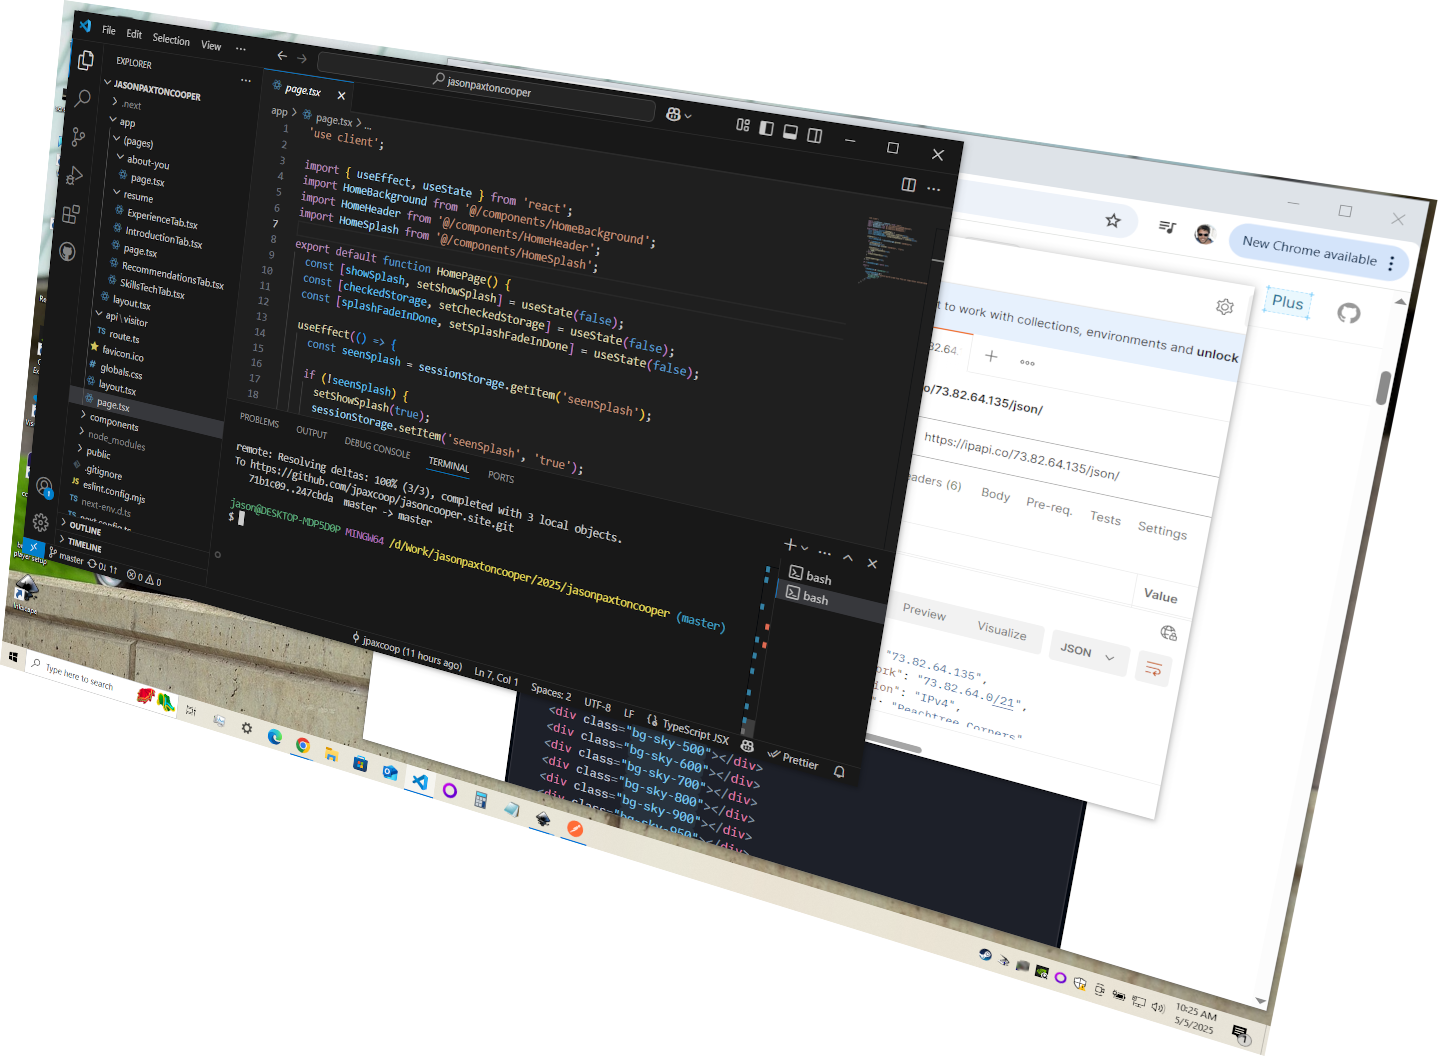 File Edit Selection View ···
jasonpaxtoncooper
EXPLORER ···
JASONPAXTONCOOPER
.next
app
(pages)
about-you
page.tsx
resume
ExperienceTab.tsx
IntroductionTab.tsx
page.tsx
RecommendationsTab.tsx
SkillsTechTab.tsx
layout.tsx
api\visitor
TS route.ts
favicon.ico
# globals.css
layout.tsx
page.tsx
components
node_modules
public
.gitignore
JS eslint.config.mjs
TS next-env.d.ts
TS next.config.ts
OUTLINE
TIMELINE
page.tsx
app > page.tsx > ...
1 'use client';
2
3 import { useEffect, useState } from 'react';
4 import HomeBackground from '@/components/HomeBackground';
5 import HomeHeader from '@/components/HomeHeader';
6 import HomeSplash from '@/components/HomeSplash';
7
8 export default function HomePage() {
9 const [showSplash, setShowSplash] = useState(false);
10 const [checkedStorage, setCheckedStorage] = useState(false);
11 const [splashFadeInDone, setSplashFadeInDone] = useState(false);
12
13 useEffect(() => {
14 const seenSplash = sessionStorage.getItem('seenSplash');
15
16 if (!seenSplash) {
17 setShowSplash(true);
18 sessionStorage.setItem('seenSplash', 'true');
PROBLEMS OUTPUT DEBUG CONSOLE TERMINAL PORTS
remote: Resolving deltas: 100% (3/3), completed with 3 local objects.
To https://github.com/jpaxcoop/jasoncooper.site.git
71b1c09..247cbda master -> master
jason@DESKTOP-MDP5D0P MINGW64 /d/Work/jasonpaxtoncooper/2025/jasonpaxtoncooper (master)
$
bash
bash
master 0↓ 1↑ 0 0
jpaxcoop (11 hours ago) Ln 7, Col 1 Spaces: 2 UTF-8 LF TypeScript JSX Prettier
New Chrome available
Plus
t to work with collections, environments and unlock
o/73.82.64.135/json/
https://ipapi.co/73.82.64.135/json/
eaders (6) Body Pre-req. Tests Settings
Value
Preview Visualize JSON
"73.82.64.135",
ork": "73.82.64.0/21",
ion": "IPv4",
": "Peachtree Corners"
<div class="bg-sky-500"></div>
<div class="bg-sky-600"></div>
<div class="bg-sky-700"></div>
<div class="bg-sky-800"></div>
<div class="bg-sky-900"></div>
<div class="bg-sky-950"></div>
player setup
Inkscape
Type here to search
10:25 AM
5/5/2025
1